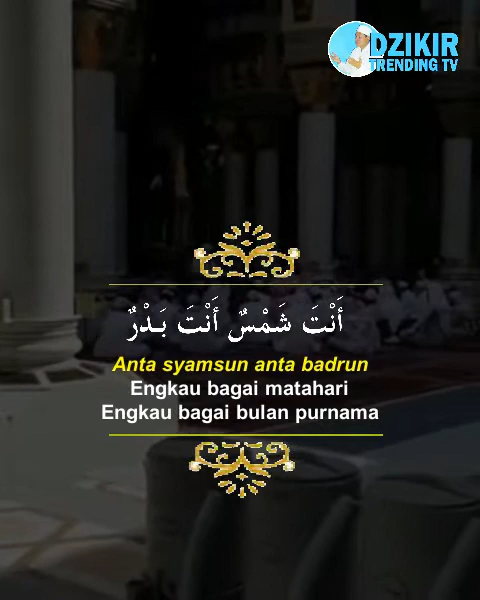 DZIKIR
TRENDING TV
أَنْتَ شَمْسٌ أَنْتَ بَدْرٌ
Anta syamsun anta badrun
Engkau bagai matahari
Engkau bagai bulan purnama